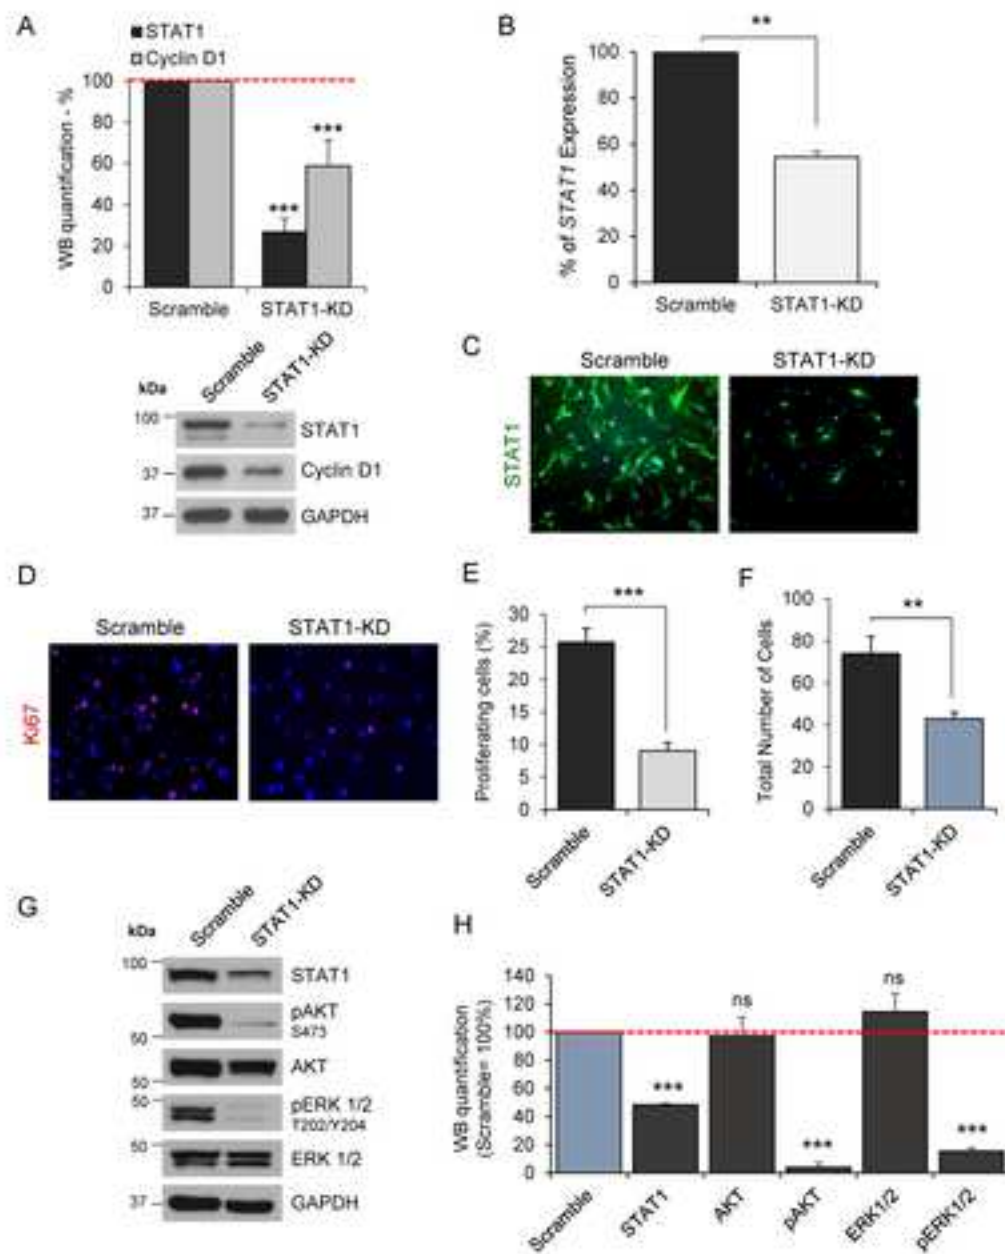 A
STAT1
Cyclin D1
WB quantification - %
100
80
60
40
20
0
***
***
Scramble
STAT1-KD
kDa
Scramble
STAT1-KD
100
STAT1
37
Cyclin D1
37
GAPDH
B
**
% of STAT1 Expression
100
80
60
40
60
0
Scramble
STAT1-KD
C
Scramble
STAT1-KD
STAT1
D
Scramble
STAT1-KD
Ki67
E
***
Proliferating cells (%)
30
25
20
15
10
5
0
Scramble
STAT1-KD
F
**
Total Number of Cells
100
80
60
40
20
0
Scramble
STAT1-KD
G
kDa
Scramble
STAT1-KD
100
STAT1
pAKT
S473
50
AKT
50
pERK 1/2
T202/Y204
50
ERK 1/2
50
GAPDH
37
H
WB quantification
(Scramble= 100%)
140
120
100
80
60
40
20
0
***
ns
***
ns
***
Scramble
STAT1
AKT
pAKT
ERK1/2
pERK1/2